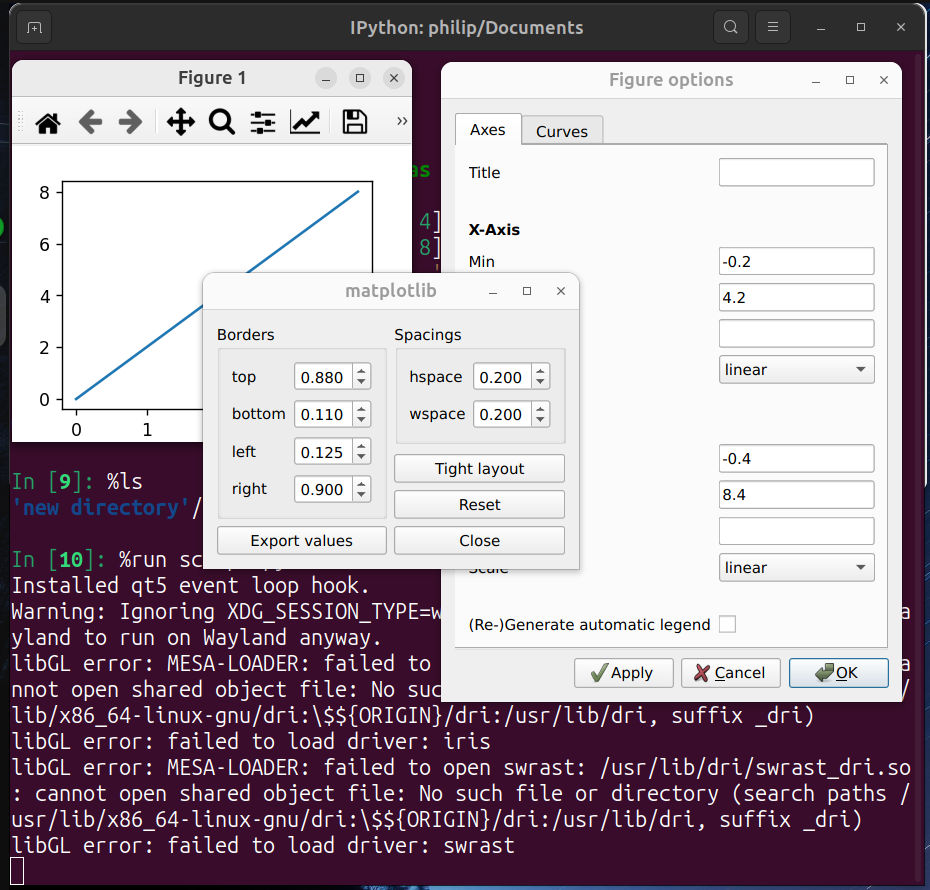 IPython: philip/Documents
Figure 1
8
6
4
2
0
0
1
as
4]
8]
Figure options
Axes
Curves
Title
X-Axis
Min
-0.2
4.2
linear
-0.4
8.4
linear
(Re-)Generate automatic legend
Apply
Cancel
OK
matplotlib
Borders
top 0.880
bottom 0.110
left 0.125
right 0.900
Export values
Spacings
hspace 0.200
wspace 0.200
Tight layout
Reset
Close
In [9]: %ls
'new directory'/
In [10]: %run
Installed qt5 event loop hook.
Warning: Ignoring XDG_SESSION_TYPE=w a
yland to run on Wayland anyway.
libGL error: MESA-LOADER: failed to a
nnot open shared object file: No suc /
lib/x86_64-linux-gnu/dri:\$${ORIGIN}/dri:/usr/lib/dri, suffix _dri)
libGL error: failed to load driver: iris
libGL error: MESA-LOADER: failed to open swrast: /usr/lib/dri/swrast_dri.so
: cannot open shared object file: No such file or directory (search paths /
usr/lib/x86_64-linux-gnu/dri:\$${ORIGIN}/dri:/usr/lib/dri, suffix _dri)
libGL error: failed to load driver: swrast